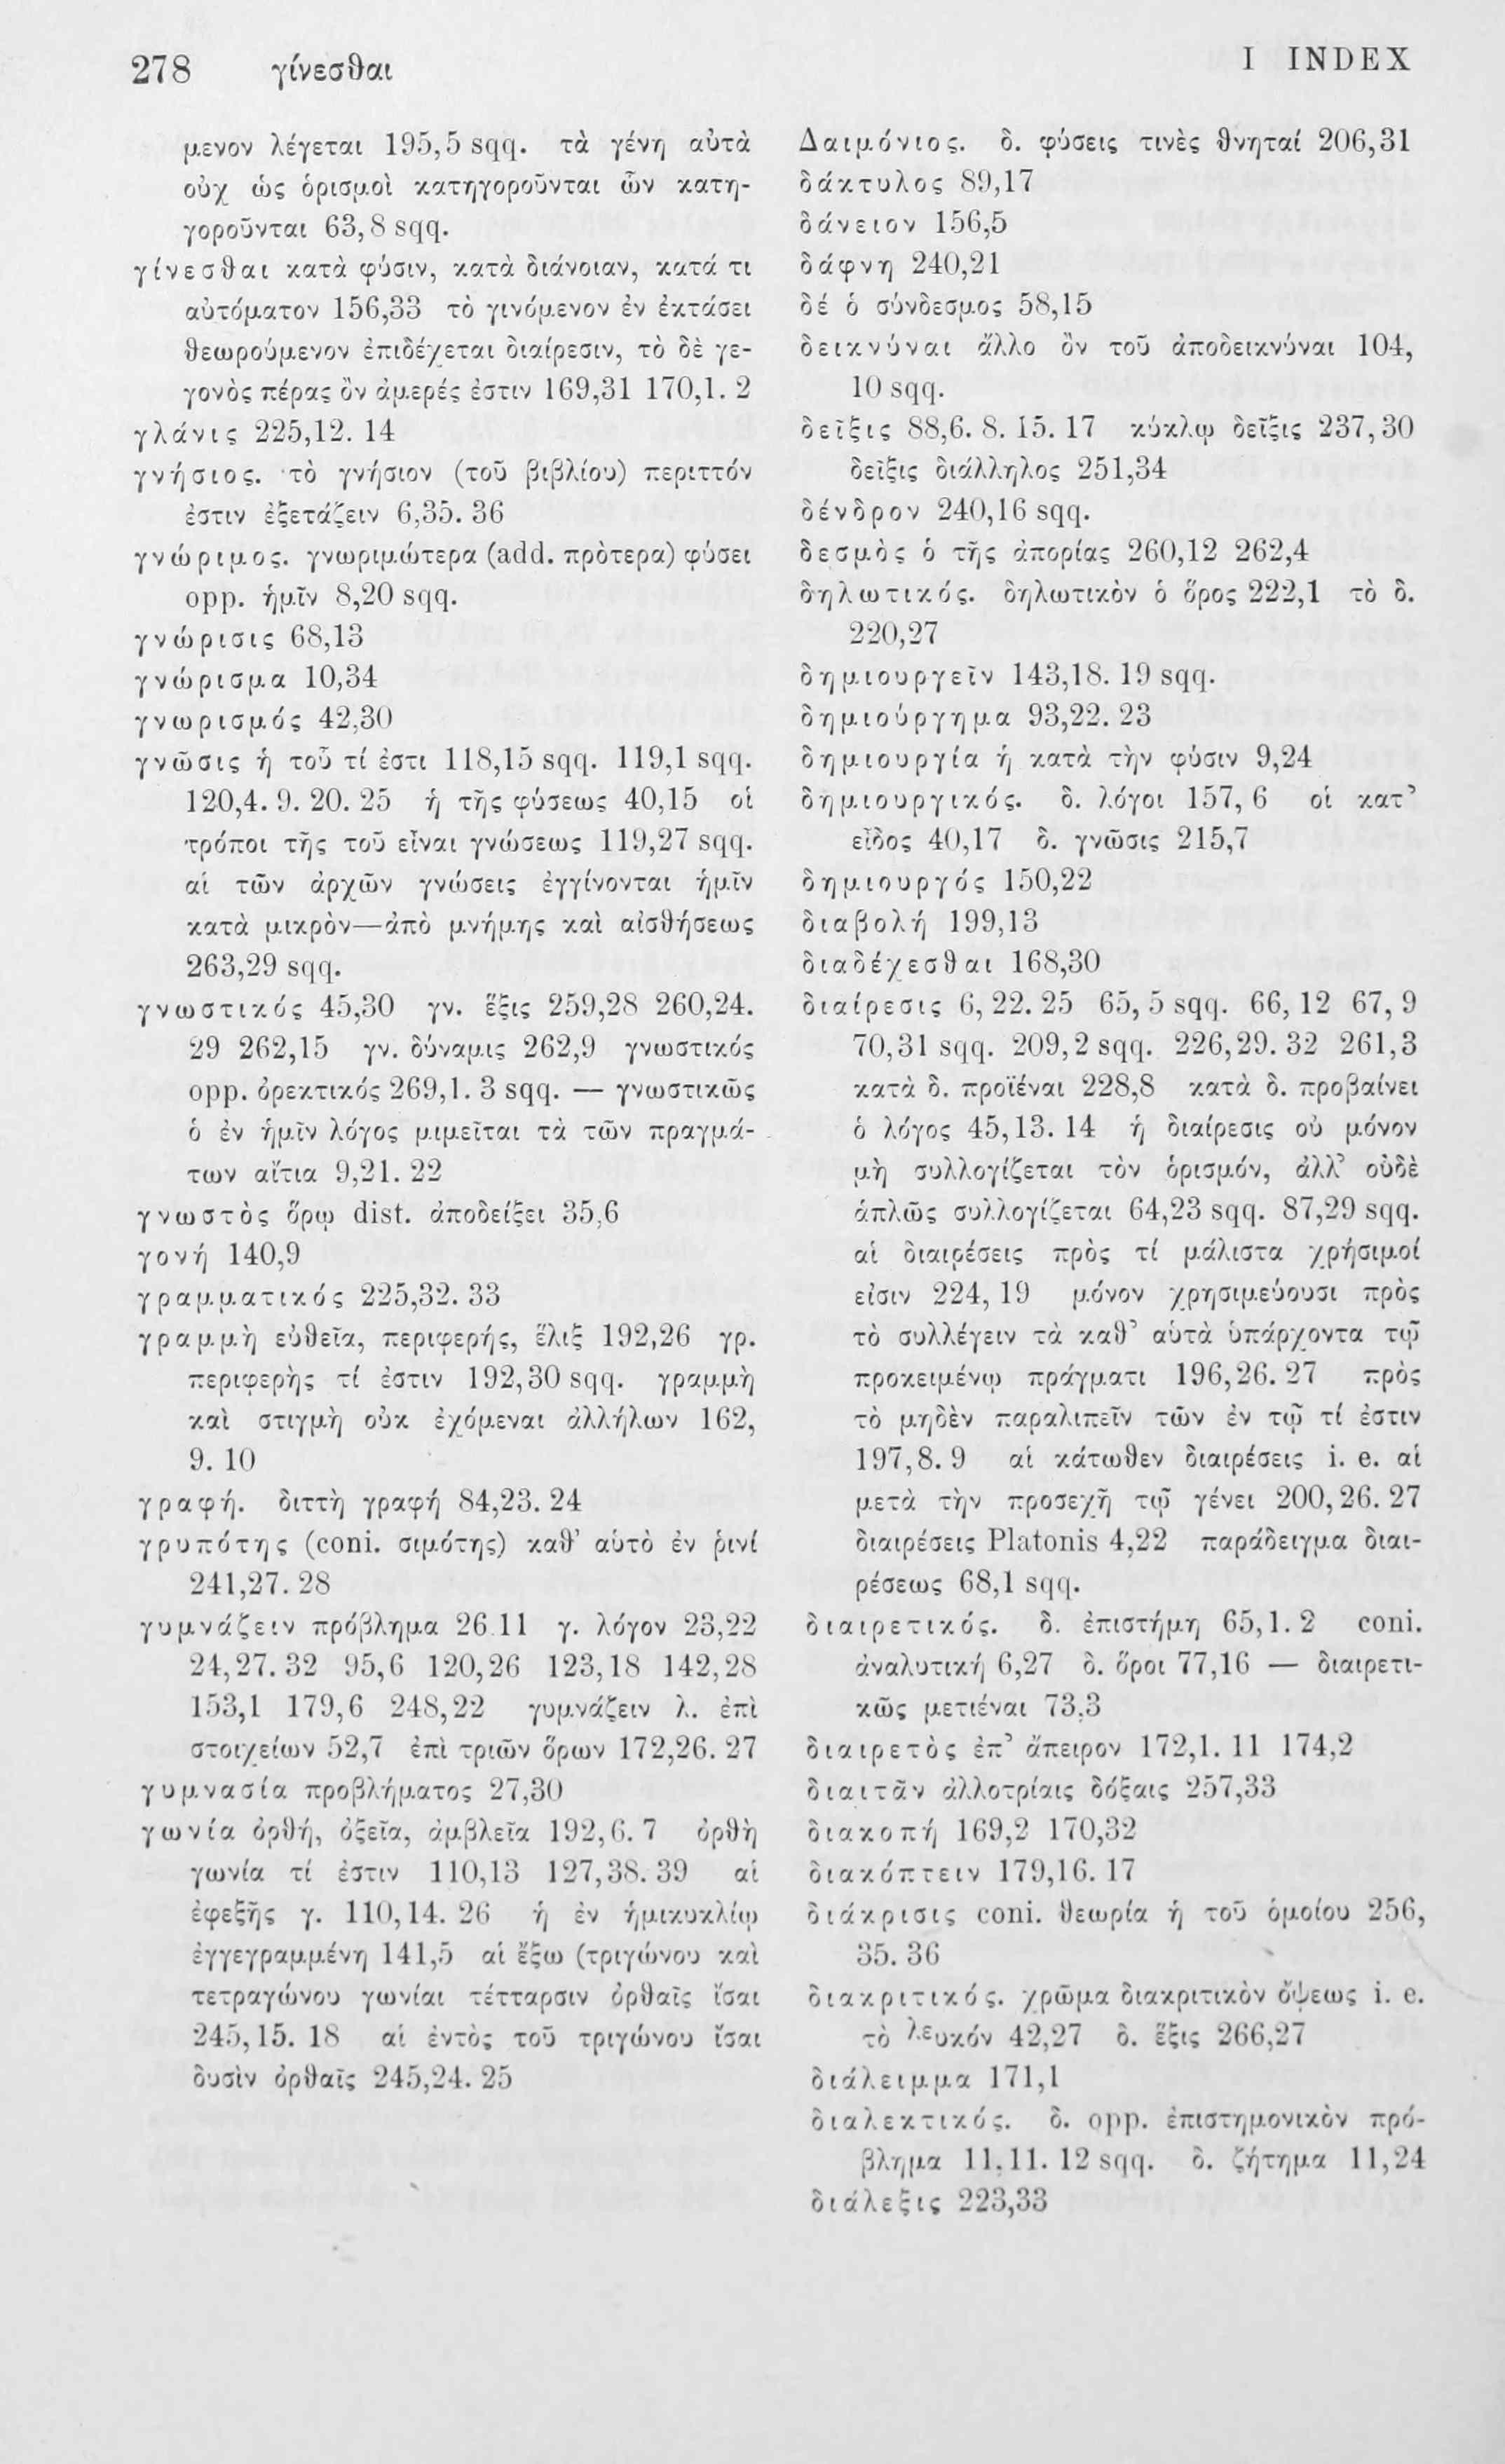 278 γίνεσθαι
I INDEX
μενον λέγεται 195,5 sqq. τὰ γένη αὐτὰ
οὐχ ὡς ὁρισμοὶ κατηγοροῦνται ὧν κατη-
γοροῦνται 63,8 sqq.
γίνεσθαι κατὰ φύσιν, κατὰ διάνοιαν, κατά τι
αὐτόματον 156,33 τὸ γινόμενον ἐν ἐκτάσει
θεωρούμενον ἐπιδέχεται διαίρεσιν, τὸ δὲ γε-
γονὸς πέρας ὂν ἀμερές ἐστιν 169,31 170,1. 2
γλάνις 225,12. 14
γνήσιος. τὸ γνήσιον (τοῦ βιβλίου) περιττόν
ἐστιν ἐξετάζειν 6,35. 36
γνώριμος. γνωριμώτερα (add. πρότερα) φύσει
opp. ἡμῖν 8,20 sqq.
γνώρισις 68,13
γνώρισμα 10,34
γνωρισμός 42,30
γνῶσις ἡ τοῦ τί ἐστι 118,15 sqq. 119,1 sqq.
120,4. 9. 20. 25 ἡ τῆς φύσεως 40,15 οἱ
τρόποι τῆς τοῦ εἶναι γνώσεως 119,27 sqq.
αἱ τῶν ἀρχῶν γνώσεις ἐγγίνονται ἡμῖν
κατὰ μικρὸν—ἀπὸ μνήμης καὶ αἰσθήσεως
263,29 sqq.
γνωστικός 45,30 γν. ἕξις 259,28 260,24.
29 262,15 γν. δύναμις 262,9 γνωστικός
opp. ὀρεκτικός 269,1. 3 sqq. — γνωστικῶς
ὁ ἐν ἡμῖν λόγος μιμεῖται τὰ τῶν πραγμά-
των αἴτια 9,21. 22
γνωστὸς ὅρῳ dist. ἀποδείξει 35,6
γονή 140,9
γραμματικός 225,32. 33
γραμμὴ εὐθεῖα, περιφερής, ἕλιξ 192,26 γρ.
περιφερὴς τί ἐστιν 192,30 sqq. γραμμὴ
καὶ στιγμὴ οὐκ ἐχόμεναι ἀλλήλων 162,
9. 10
γραφή. διττὴ γραφή 84,23. 24
γρυπότης (coni. σιμότης) καθ' αὑτὸ ἐν ῥινί
241,27. 28
γυμνάζειν πρόβλημα 26.11 γ. λόγον 23,22
24,27. 32 95,6 120,26 123,18 142,28
153,1 179,6 248,22 γυμνάζειν λ. ἐπὶ
στοιχείων 52,7 ἐπὶ τριῶν ὅρων 172,26. 27
γυμνασία προβλήματος 27,30
γωνία ὀρθή, ὀξεῖα, ἀμβλεῖα 192,6. 7 ὀρθὴ
γωνία τί ἐστιν 110,13 127,38. 39 αἱ
ἐφεξῆς γ. 110,14. 26 ἡ ἐν ἡμικυκλίῳ
ἐγγεγραμμένη 141,5 αἱ ἔξω (τριγώνου καὶ
τετραγώνου γωνίαι τέτταρσιν ὀρθαῖς ἴσαι
245,15. 18 αἱ ἐντὸς τοῦ τριγώνου ἴσαι
δυσὶν ὀρθαῖς 245,24. 25
Δαιμόνιος. δ. φύσεις τινὲς θνηταί 206,31
δάκτυλος 89,17
δάνειον 156,5
δάφνη 240,21
δέ ὁ σύνδεσμος 58,15
δεικνύναι ἄλλο ὂν τοῦ ἀποδεικνύναι 104,
10 sqq.
δεῖξις 88,6. 8. 15. 17 κύκλῳ δεῖξις 237,30
δεῖξις διάλληλος 251,34
δένδρον 240,16 sqq.
δεσμὸς ὁ τῆς ἀπορίας 260,12 262,4
δηλωτικός. δηλωτικὸν ὁ ὅρος 222,1 τὸ δ.
220,27
δημιουργεῖν 143,18. 19 sqq.
δημιούργημα 93,22. 23
δημιουργία ἡ κατὰ τὴν φύσιν 9,24
δημιουργικός. δ. λόγοι 157, 6 οἱ κατ'
εἶδος 40,17 δ. γνῶσις 215,7
δημιουργός 150,22
διαβολή 199,13
διαδέχεσθαι 168,30
διαίρεσις 6, 22. 25 65, 5 sqq. 66, 12 67, 9
70,31 sqq. 209,2 sqq. 226,29. 32 261,3
κατὰ δ. προϊέναι 228,8 κατὰ δ. προβαίνει
ὁ λόγος 45,13. 14 ἡ διαίρεσις οὐ μόνον
μὴ συλλογίζεται τὸν ὁρισμόν, ἀλλ' οὐδὲ
ἁπλῶς συλλογίζεται 64,23 sqq. 87,29 sqq.
αἱ διαιρέσεις πρὸς τί μάλιστα χρήσιμοί
εἰσιν 224, 19 μόνον χρησιμεύουσι πρὸς
τὸ συλλέγειν τὰ καθ' αὑτὰ ὑπάρχοντα τῷ
προκειμένῳ πράγματι 196,26. 27 πρὸς
τὸ μηδὲν παραλιπεῖν τῶν ἐν τῷ τί ἐστιν
197,8. 9 αἱ κάτωθεν διαιρέσεις i. e. αἱ
μετὰ τὴν προσεχῆ τῷ γένει 200, 26. 27
διαιρέσεις Platonis 4,22 παράδειγμα διαι-
ρέσεως 68,1 sqq.
διαιρετικός. δ. ἐπιστήμη 65,1. 2 coni.
ἀναλυτική 6,27 δ. ὅροι 77,16 — διαιρετι-
κῶς μετιέναι 73,3
διαιρετὸς ἐπ' ἄπειρον 172,1. 11 174,2
διαιτᾶν ἀλλοτρίαις δόξαις 257,33
διακοπή 169,2 170,32
διακόπτειν 179,16. 17
διάκρισις coni. θεωρία ἡ τοῦ ὁμοίου 256,
35. 36
διακριτικός. χρῶμα διακριτικὸν ὄψεως i. e.
τὸ λευκόν 42,27 δ. ἕξις 266,27
διάλειμμα 171,1
διαλεκτικός. δ. opp. ἐπιστημονικὸν πρό-
βλημα 11,11. 12 sqq. δ. ζήτημα 11,24
διάλεξις 223,33